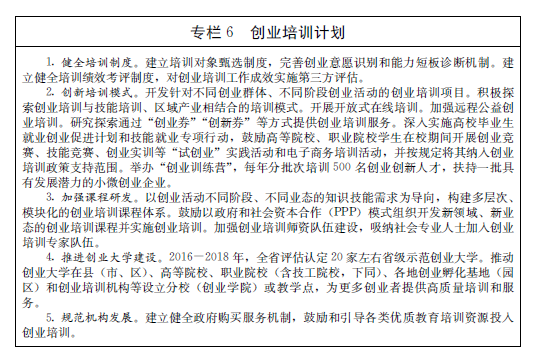 专栏 6　创业培训计划
1. 健全培训制度。建立培训对象甄选制度，完善创业意愿识别和能力短板诊断机制。建
立健全培训绩效考评制度，对创业培训工作成效实施第三方评估。
2. 创新培训模式。开发针对不同创业群体、不同阶段创业活动的创业培训项目。积极探
索创业培训与技能培训、区域产业相结合的培训模式。开展开放式在线培训。加强远程公益创
业培训。研究探索通过“创业券”“创新券”等方式提供创业培训服务。深入实施高校毕业生
就业创业促进计划和技能就业专项行动，鼓励高等院校、职业院校学生在校期间开展创业竞
赛、技能竞赛、创业实训等“试创业”实践活动和电子商务培训活动，并按规定将其纳入创业
培训政策支持范围。举办“创业训练营”，每年分批次培训 500 名创业创新人才，扶持一批具
有发展潜力的小微创业企业。
3. 加强课程研发。以创业活动不同阶段、不同业态的知识技能需求为导向，构建多层次、
模块化的创业培训课程体系。鼓励以政府和社会资本合作（PPP）模式组织开发新领域、新业
态的创业培训课程并实施创业培训。加强创业培训师资队伍建设，吸纳社会专业人士加入创业
培训专家队伍。
4. 推进创业大学建设。2016－2018 年，全省评估认定 20 家左右省级示范创业大学。推动
创业大学在县（市、区）、高等院校、职业院校（含技工院校，下同）、各地创业孵化基地（园
区）和创业培训机构等设立分校（创业学院）或教学点，为更多创业者提供高质量培训和服
务。
5. 规范机构发展。建立健全政府购买服务机制，鼓励和引导各类优质教育培训资源投入
创业培训。